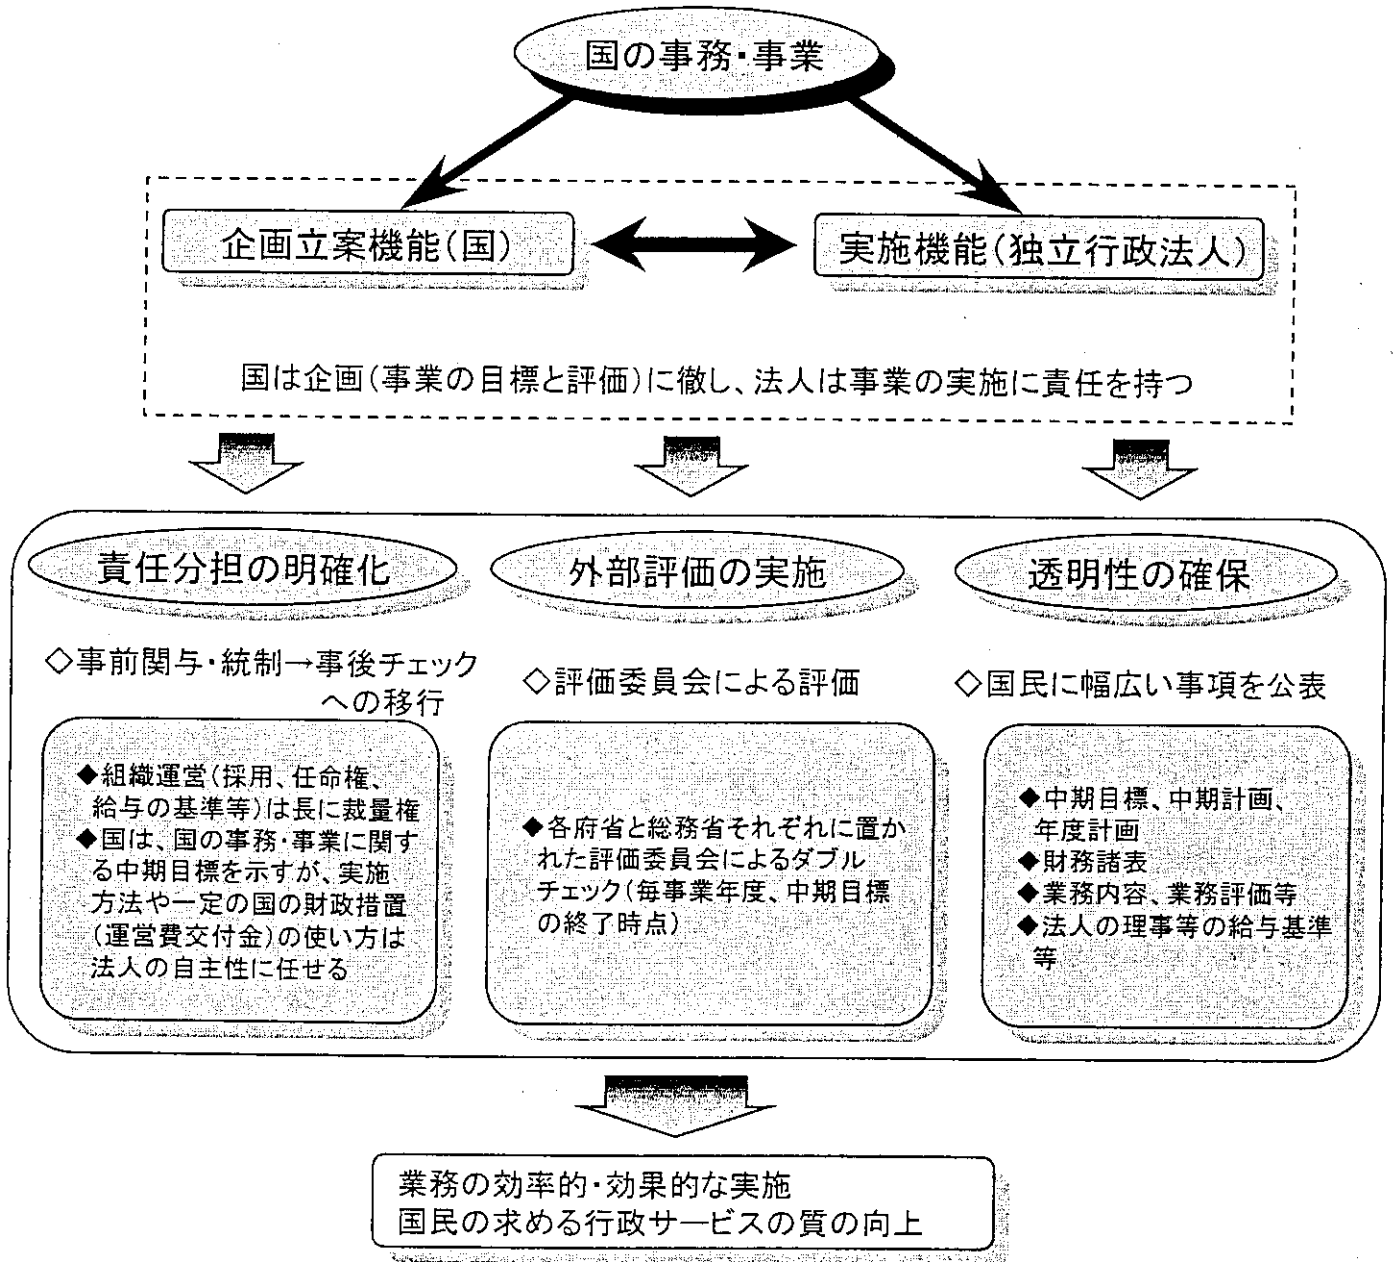 国の事務・事業
企画立案機能(国)
実施機能(独立行政法人)
国は企画(事業の目標と評価)に徹し、法人は事業の実施に責任を持つ
責任分担の明確化
◇事前関与・統制→事後チェック
への移行
◆組織運営(採用、任命権、
給与の基準等)は長に裁量権
◆国は、国の事務・事業に関す
る中期目標を示すが、実施
方法や一定の国の財政措置
(運営費交付金)の使い方は
法人の自主性に任せる
外部評価の実施
◇評価委員会による評価
◆各府省と総務省それぞれに置か
れた評価委員会によるダブル
チェック(毎事業年度、中期目標
の終了時点)
透明性の確保
◇国民に幅広い事項を公表
◆中期目標、中期計画、
年度計画
◆財務諸表
◆業務内容、業務評価等
◆法人の理事等の給与基準
等
業務の効率的・効果的な実施
国民の求める行政サービスの質の向上